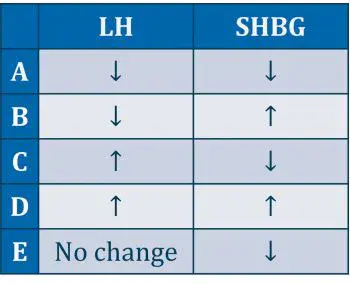 LH SHBG
A ↓ ↓
B ↓ ↑
C ↑ ↓
D ↑ ↑
E No change ↓